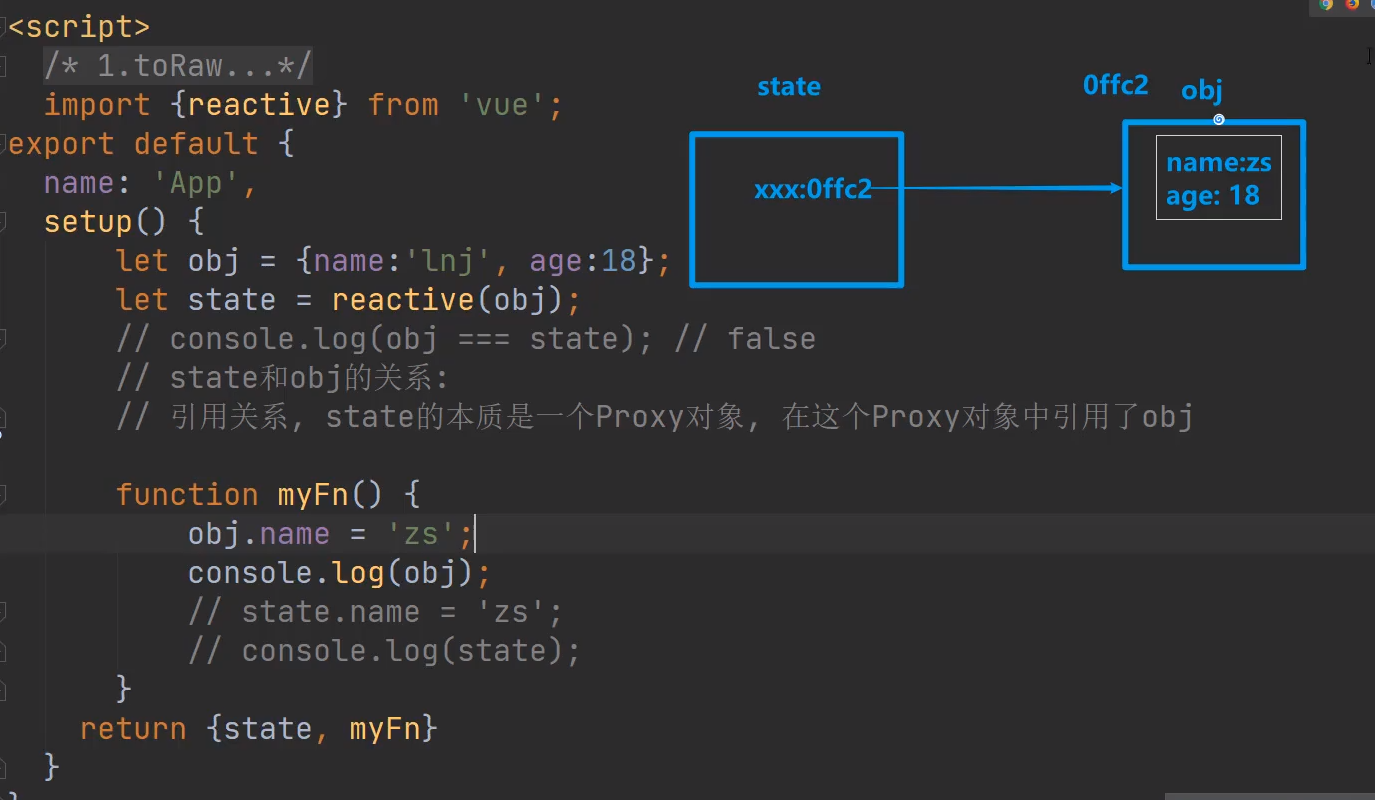 <script>
/* 1.toRaw...*/
import {reactive} from 'vue';
export default {
name: 'App',
setup() {
let obj = {name:'lnj', age:18};
let state = reactive(obj);
// console.log(obj === state); // false
// state和obj的关系:
// 引用关系, state的本质是一个Proxy对象, 在这个Proxy对象中引用了obj
function myFn() {
obj.name = 'zs';
console.log(obj);
// state.name = 'zs';
// console.log(state);
}
return {state, myFn}
}
state
xxx:0ffc2
0ffc2
obj
name:zs
age: 18